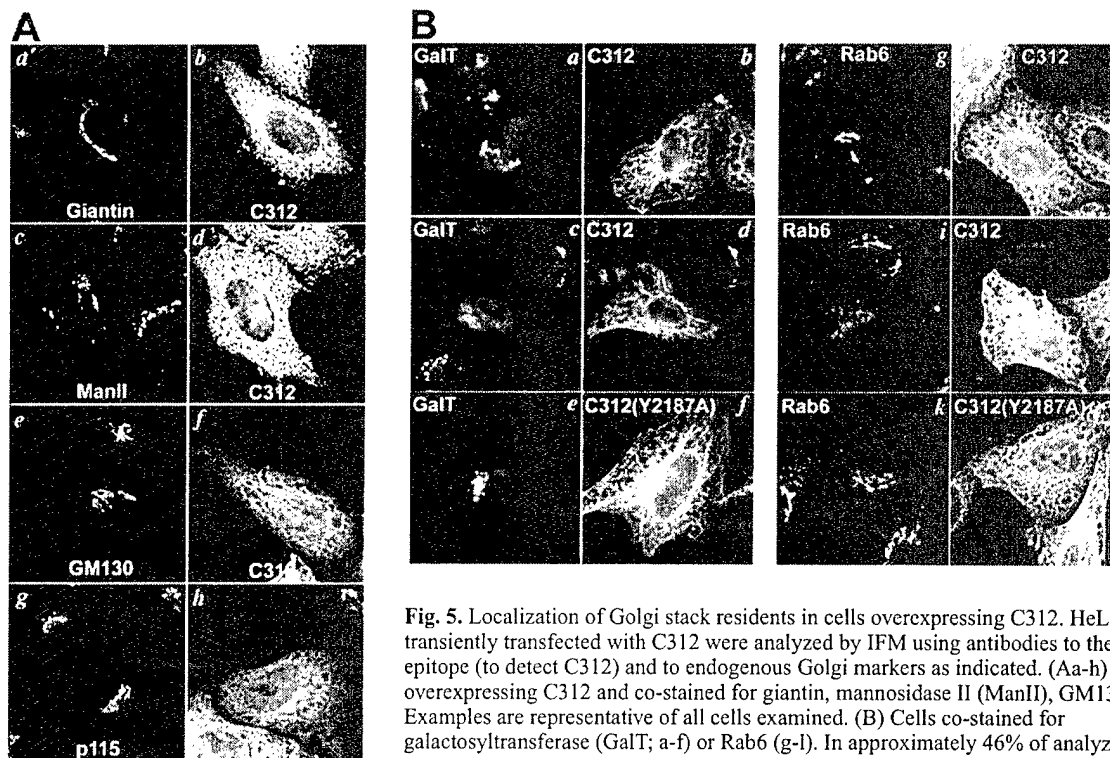 A
a
b
Giantin
C312
c
d
ManII
C312
e
f
GM130
g
h
p115
B
GalT
a
C312
b
GalT
c
C312
d
GalT
e
C312(Y2187A)
f
Rab6
g
C312
Rab6
i
C312
Rab6
k
C312(Y2187A)
Fig. 5. Localization of Golgi stack residents in cells overexpressing C312. HeL
transiently transfected with C312 were analyzed by IFM using antibodies to the
epitope (to detect C312) and to endogenous Golgi markers as indicated. (Aa-h)
overexpressing C312 and co-stained for giantin, mannosidase II (ManII), GM13
Examples are representative of all cells examined. (B) Cells co-stained for
galactosyltransferase (GalT; a-f) or Rab6 (g-l). In approximately 46% of analyz